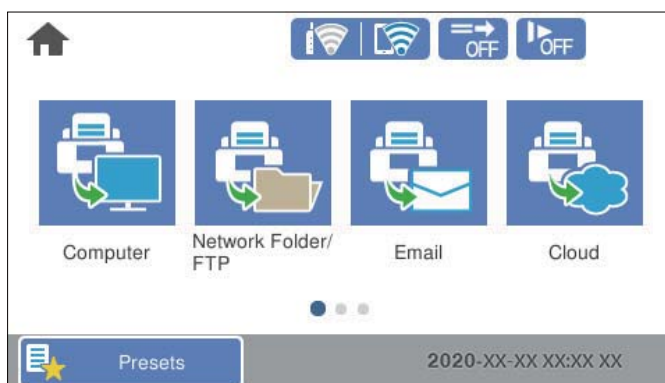 OFF
OFF
Computer
Network Folder/
FTP
Email
Cloud
Presets
2020-XX-XX XX:XX XX